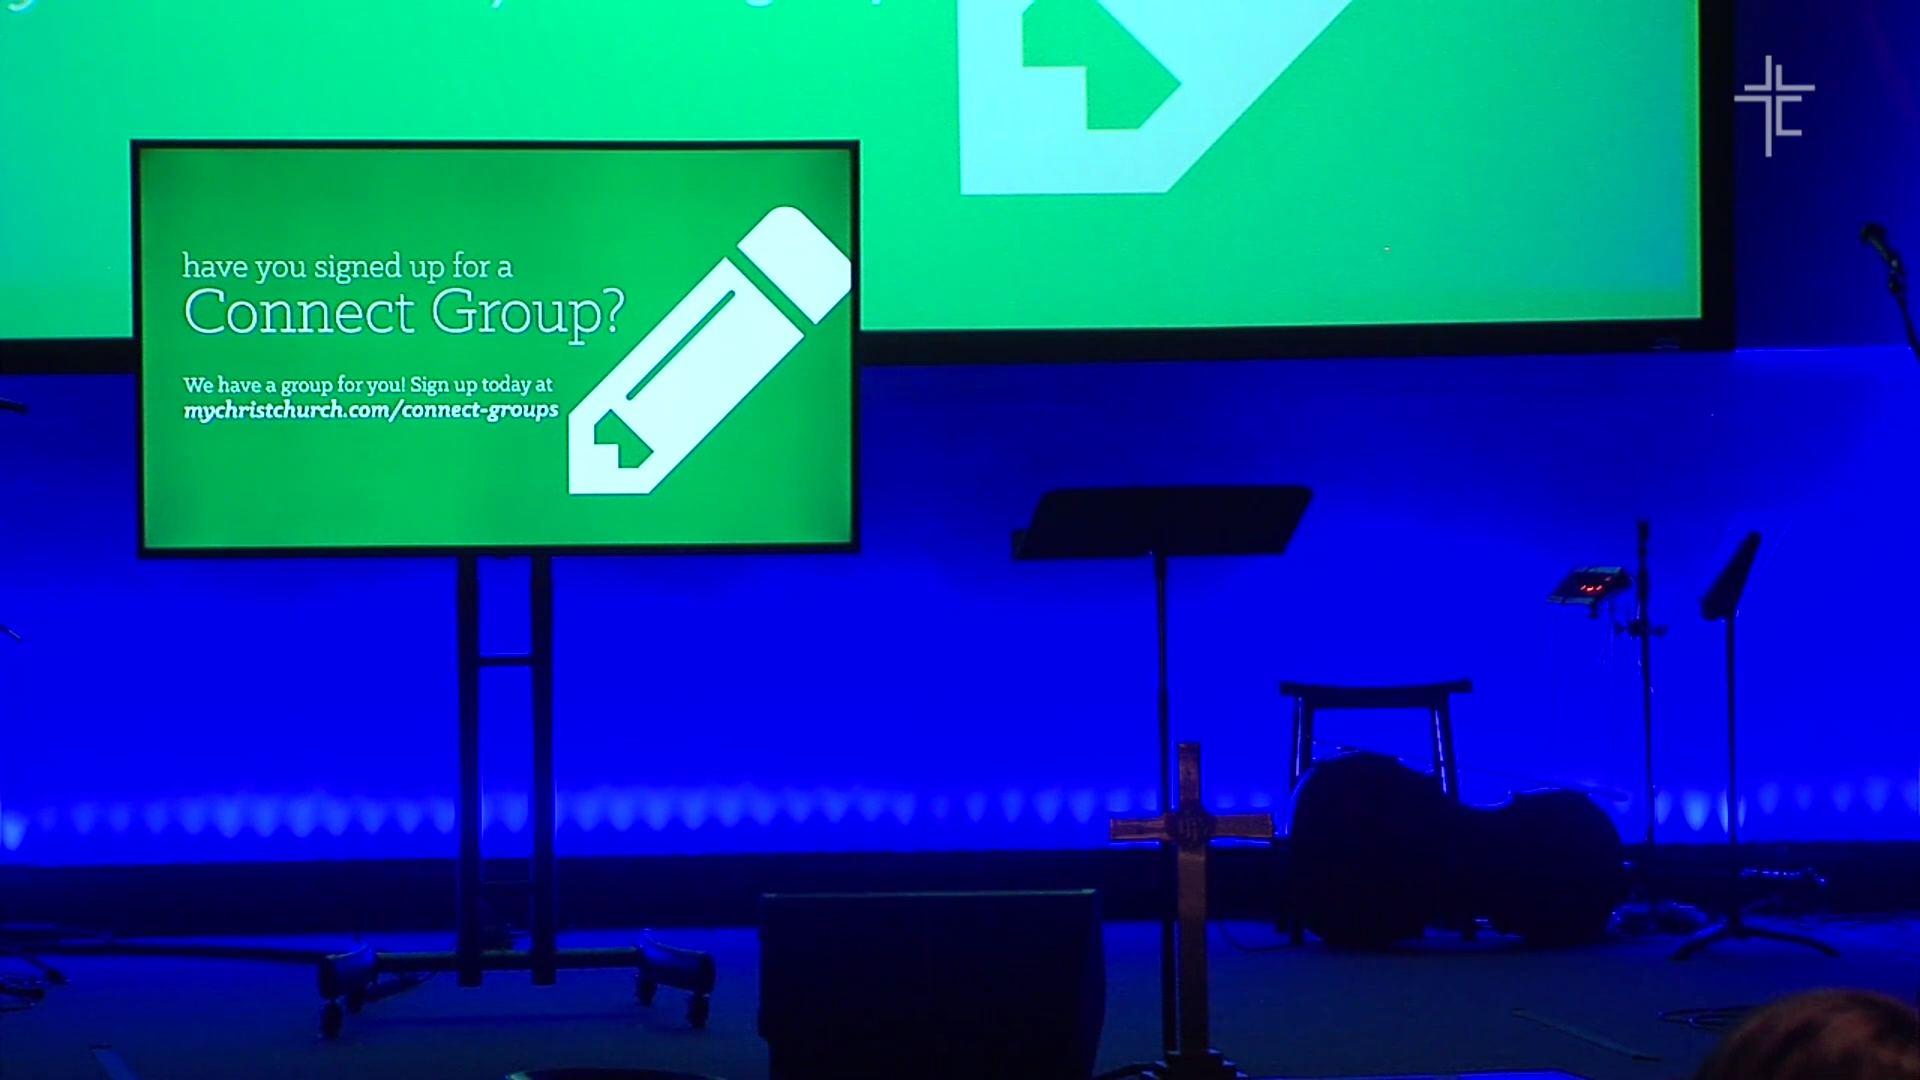 have you signed up for a
Connect Group?
We have a group for you! Sign up today at
mychristchurch.com/connect-groups